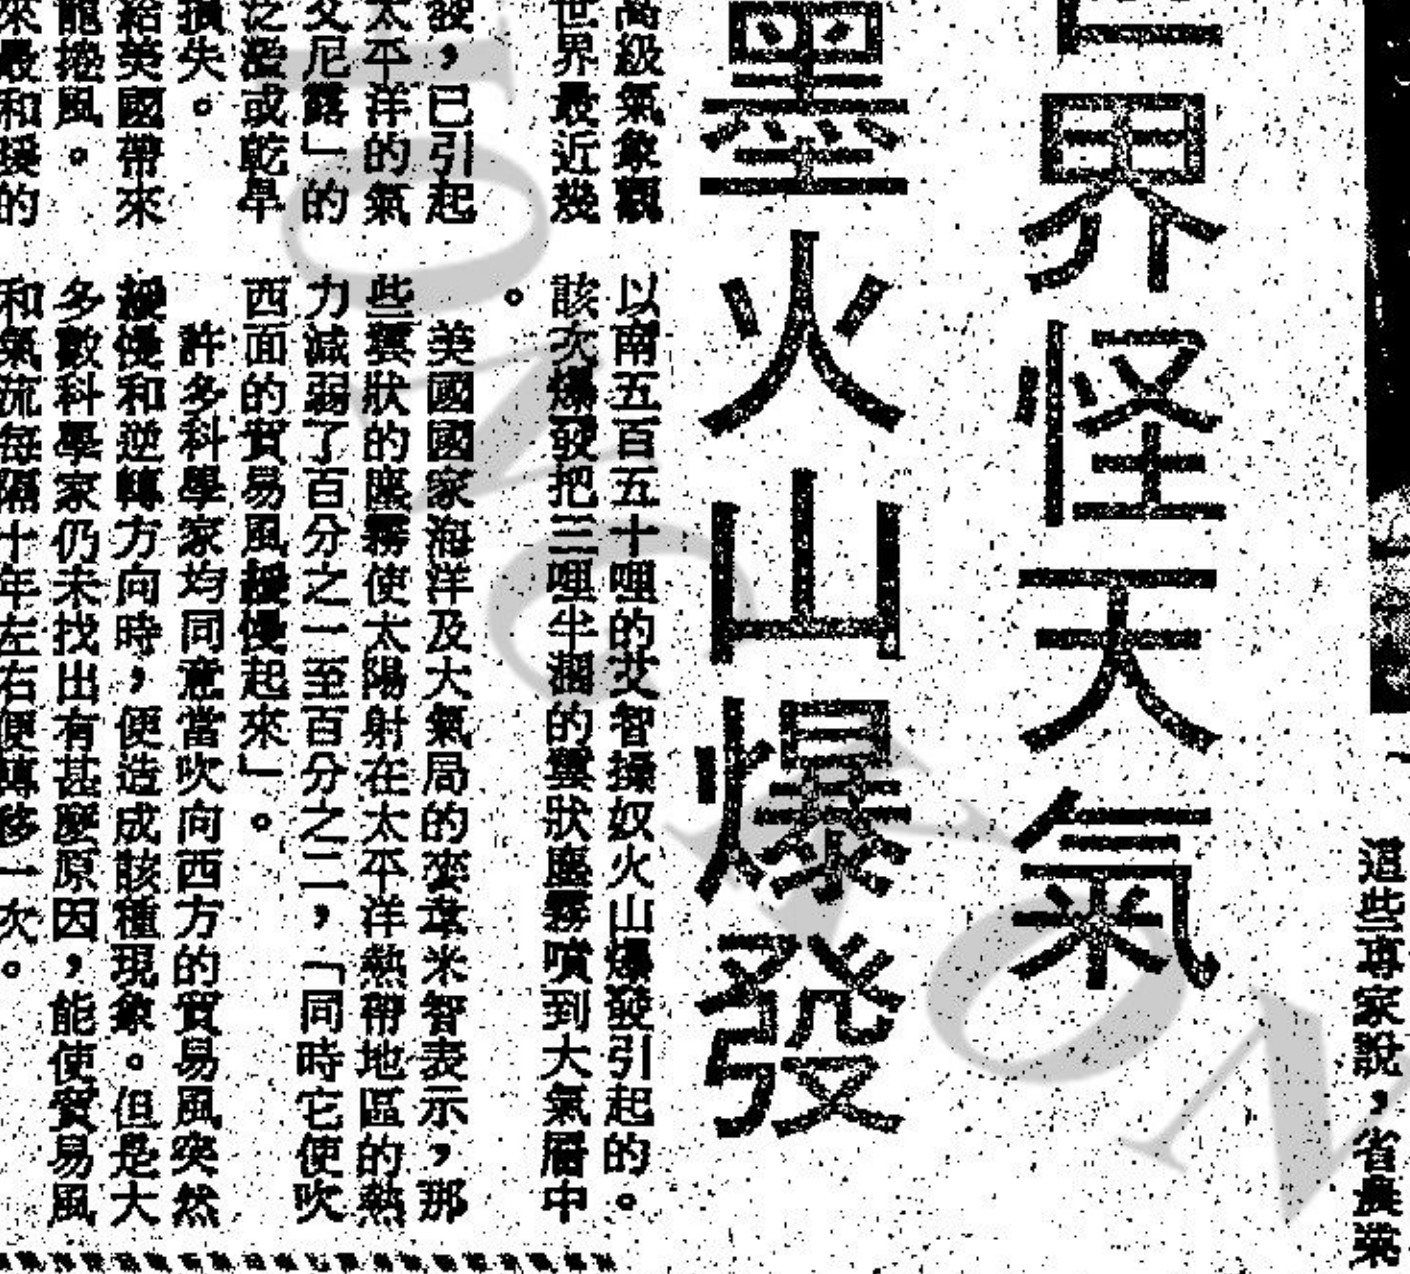 這些專家說，省農業
世界怪天氣
墨火山爆發
高級氣象顧
世界最近幾
發，已引起
太平洋的氣
艾尼露」的
泛濫或乾旱
損失。
給美國帶來
龍捲風。
來最和暖的
以南五百五十哩的艾智操奴火山爆發引起的。
該次爆發把三哩半濶的雲狀塵霧噴到大氣層中
。
美國國家海洋及大氣局的麥韋米智表示，那
些雲狀的塵霧使太陽射在太平洋熱帶地區的熱
力減弱了百分之一至百分之二，「同時它使吹
西面的貿易風緩慢起來」。
許多科學家均同意當吹向西方的貿易風突然
緩慢和逆轉方向時，便造成該種現象。但是大
多數科學家仍未找出有甚麼原因，能使貿易風
和氣流每隔十年左右便轉移一次。